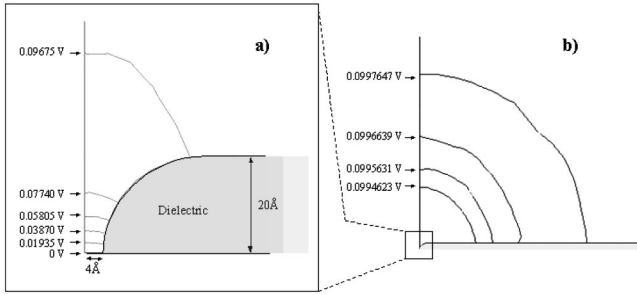 a)
0.09675 V
0.07740 V
0.05805 V
0.03870 V
0.01935 V
0 V
4Å
Dielectric
20Å
b)
0.0997647 V
0.0996639 V
0.0995631 V
0.0994623 V